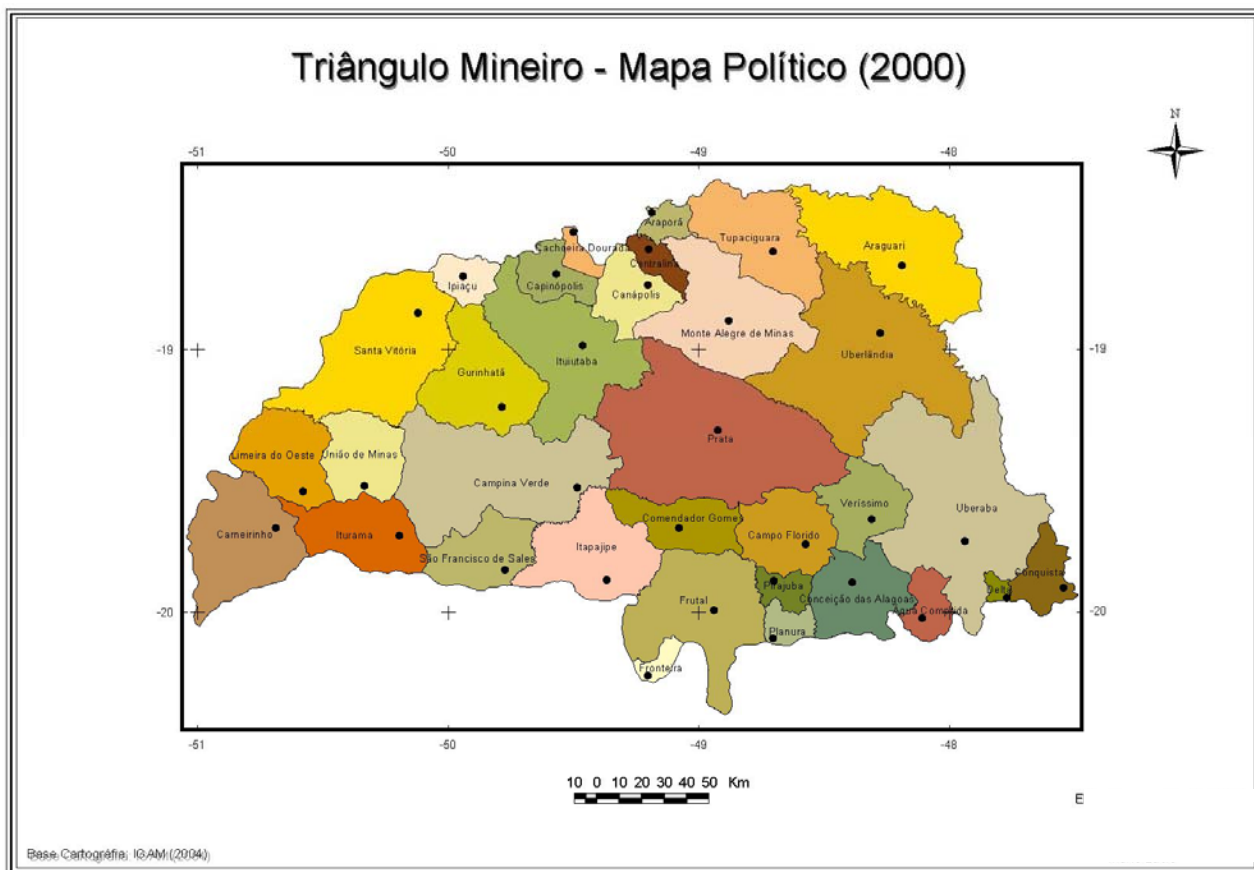 Triângulo Mineiro - Mapa Político (2000)
N
-51 -50 -49 -48
Araporã
Tupaciguara
Araguari
Cachoeira Dourada
Centralina
Ipiaçu
Capinópolis
Canápolis
Monte Alegre de Minas
-19 -19
Santa Vitória
Ituiutaba
Uberlândia
Gurinhatã
Prata
Limeira do Oeste
União de Minas
Campina Verde
Veríssimo
Uberaba
Comendador Gomes
Campo Florido
Carneirinho
Iturama
Itapajipe
São Francisco de Sales
Conquista
Pirajuba
Delta
Conceição das Alagoas
Frutal
Água Comprida
-20 -20
Planura
Fronteira
-51 -50 -49 -48
10 0 10 20 30 40 50 Km
E
Base Cartográfia: IGAM (2004)